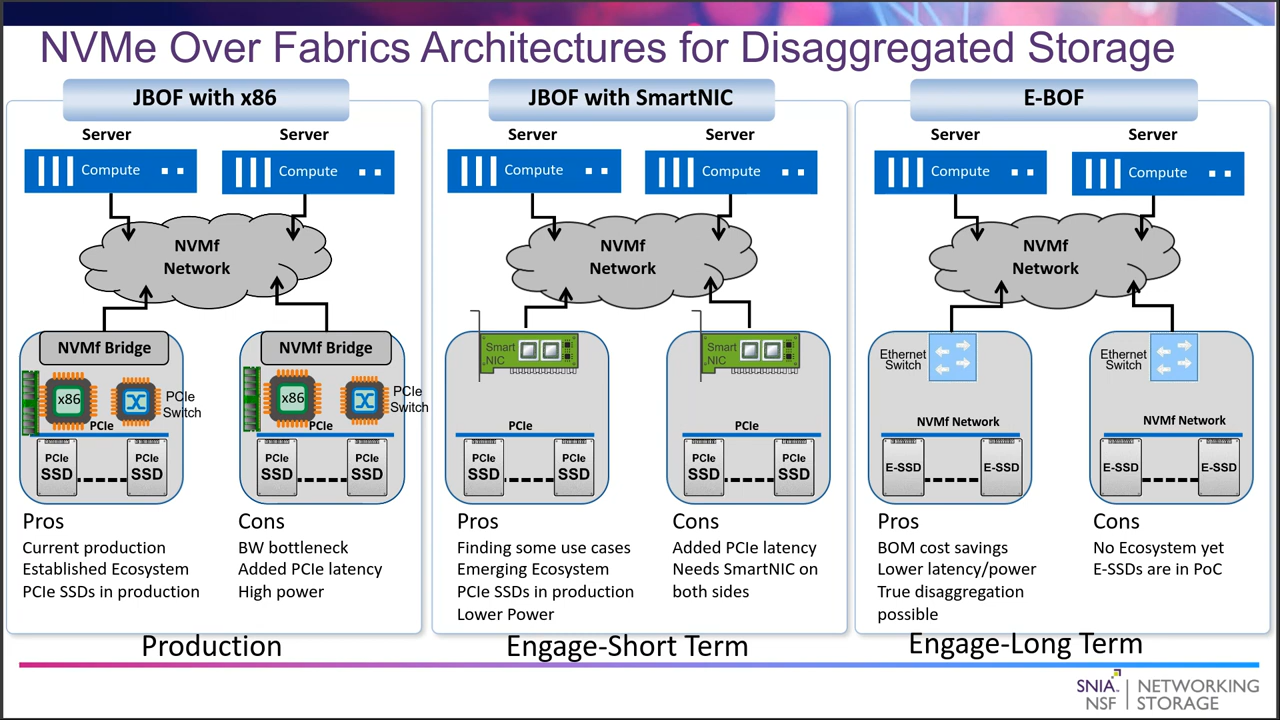 NVMe Over Fabrics Architectures for Disaggregated Storage
JBOF with x86
Server
Server
Compute
Compute
NVMf
Network
NVMf Bridge
NVMf Bridge
x86
PCIe
Switch
x86
PCIe
Switch
PCIe
PCIe
PCIe
SSD
PCIe
SSD
PCIe
SSD
PCIe
SSD
Pros
Current production
Established Ecosystem
PCIe SSDs in production
Cons
BW bottleneck
Added PCIe latency
High power
Production
JBOF with SmartNIC
Server
Server
Compute
Compute
NVMf
Network
Smart
NIC
Smart
NIC
PCIe
PCIe
PCIe
SSD
PCIe
SSD
PCIe
SSD
PCIe
SSD
Pros
Finding some use cases
Emerging Ecosystem
PCIe SSDs in production
Lower Power
Cons
Added PCIe latency
Needs SmartNIC on
both sides
Engage-Short Term
E-BOF
Server
Server
Compute
Compute
NVMf
Network
Ethernet
Switch
Ethernet
Switch
NVMf Network
NVMf Network
E-SSD
E-SSD
E-SSD
E-SSD
Pros
BOM cost savings
Lower latency/power
True disaggregation
possible
Cons
No Ecosystem yet
E-SSDs are in PoC
Engage-Long Term
SNIA
NSF
NETWORKING
STORAGE